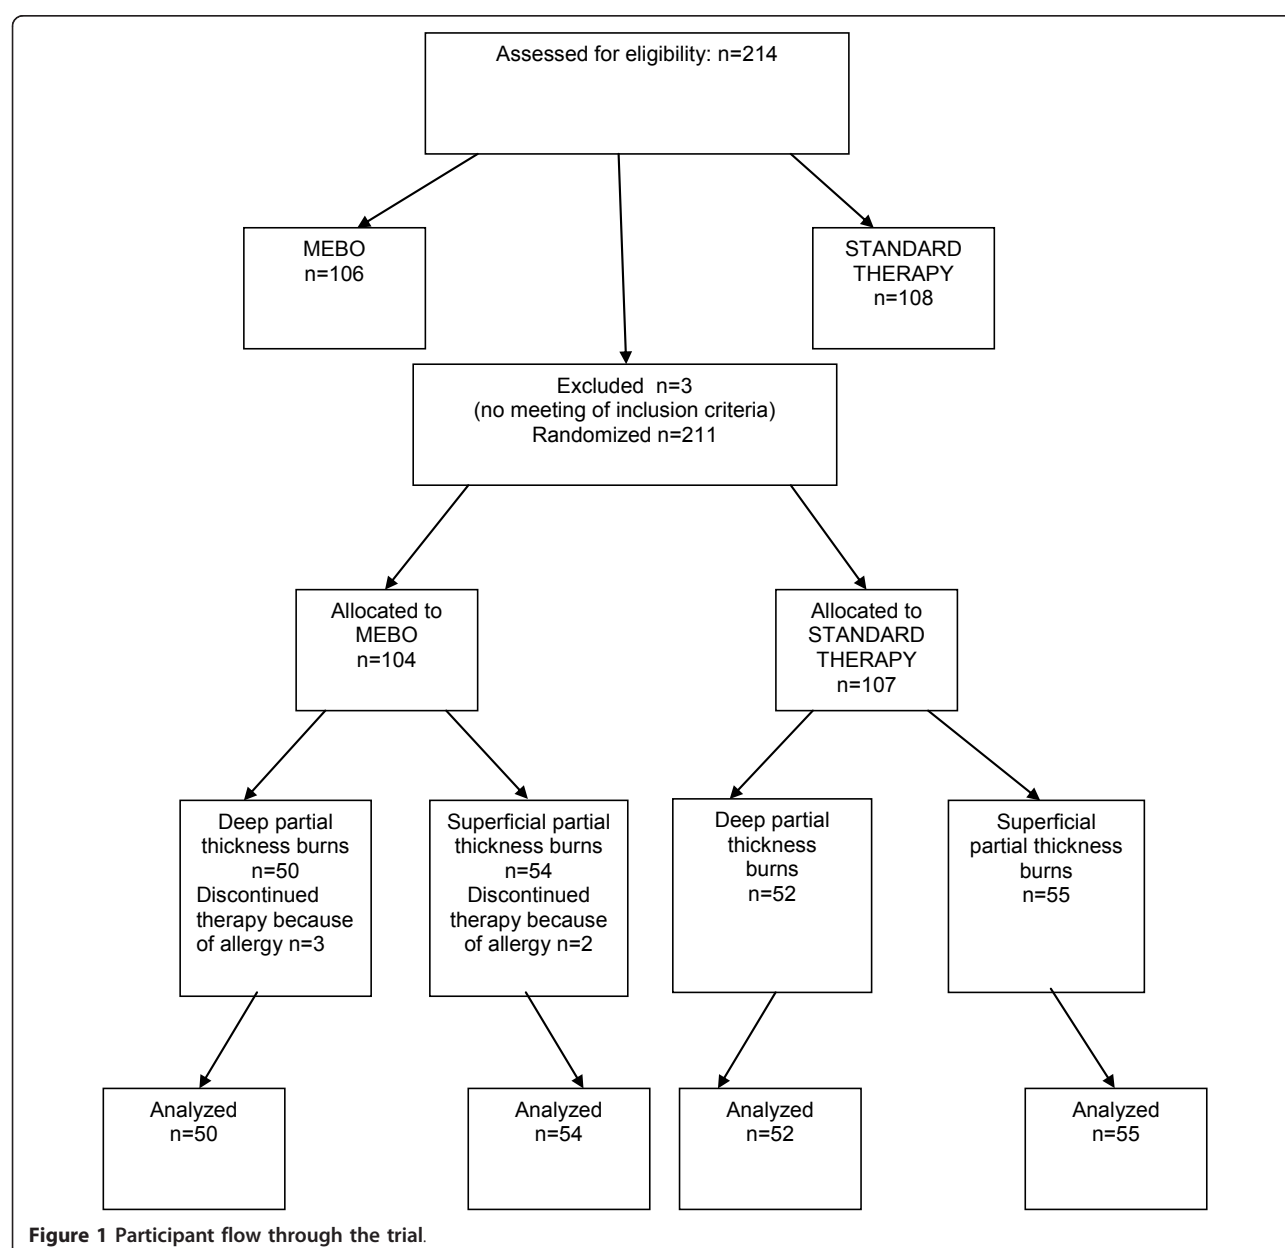 Assessed for eligibility: n=214
MEBO
n=106
STANDARD
THERAPY
n=108
Excluded n=3
(no meeting of inclusion criteria)
Randomized n=211
Allocated to
MEBO
n=104
Allocated to
STANDARD
THERAPY
n=107
Deep partial
thickness burns
n=50
Discontinued
therapy because
of allergy n=3
Superficial partial
thickness burns
n=54
Discontinued
therapy because
of allergy n=2
Deep partial
thickness
burns
n=52
Superficial
partial thickness
burns
n=55
Analyzed
n=50
Analyzed
n=54
Analyzed
n=52
Analyzed
n=55
Figure 1 Participant flow through the trial.